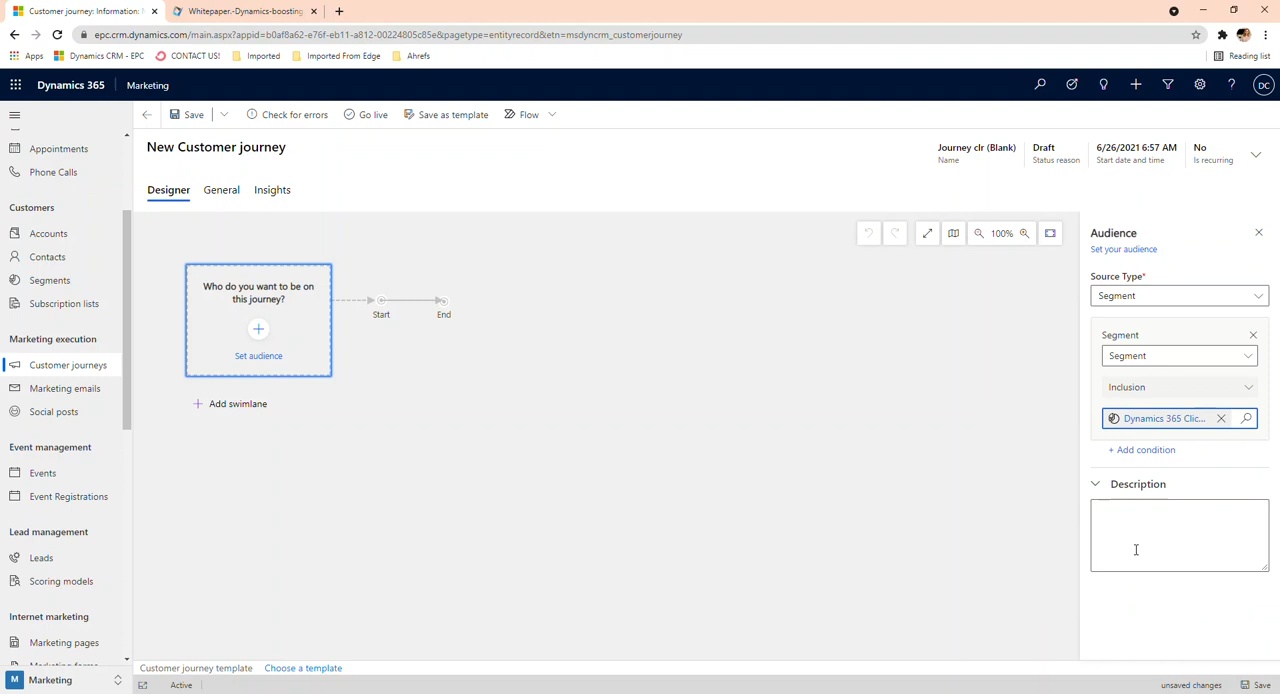 Customer journey: Information: N
Whitepaper.-Dynamics-boosting
epc.crm.dynamics.com/main.aspx?appid=b0af8a62-e76f-eb11-a812-00224805c85e&pagetype=entityrecord&etn=msdyncrm_customerjourney
Apps
Dynamics CRM - EPC
CONTACT US!
Imported
Imported From Edge
Ahrefs
Reading list
Dynamics 365
Marketing
DC
Save
Check for errors
Go live
Save as template
Flow
New Customer journey
Journey clr (Blank)
Name
Draft
Status reason
6/26/2021 6:57 AM
Start date and time
No
Is recurring
Designer
General
Insights
Appointments
Phone Calls
Customers
Accounts
Contacts
Segments
Subscription lists
Marketing execution
Customer journeys
Marketing emails
Social posts
Event management
Events
Event Registrations
Lead management
Leads
Scoring models
Internet marketing
Marketing pages
Marketing forms
M Marketing
100%
Who do you want to be on
this journey?
Set audience
Start
End
Add swimlane
Audience
Set your audience
Source Type*
Segment
Segment
Segment
Inclusion
Dynamics 365 Clic...
+ Add condition
Description
Customer journey template
Choose a template
Active
unsaved changes
Save